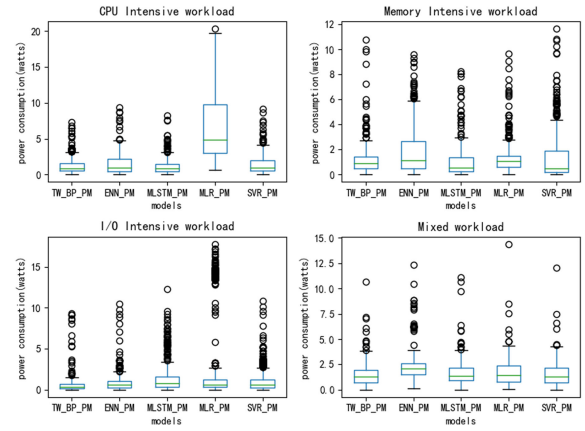 CPU Intensive workload
power consumption(watts)
20
15
10
5
0
TW_BP_PM ENN_PM MLSTM_PM MLR_PM SVR_PM
models
Memory Intensive workload
power consumption(watts)
12
10
8
6
4
2
0
TW_BP_PM ENN_PM MLSTM_PM MLR_PM SVR_PM
models
I/O Intensive workload
power consumption(watts)
15
10
5
0
TW_BP_PM ENN_PM MLSTM_PM MLR_PM SVR_PM
models
Mixed workload
power consumption(watts)
15.0
12.5
10.0
7.5
5.0
2.5
0.0
TW_BP_PM ENN_PM MLSTM_PM MLR_PM SVR_PM
models